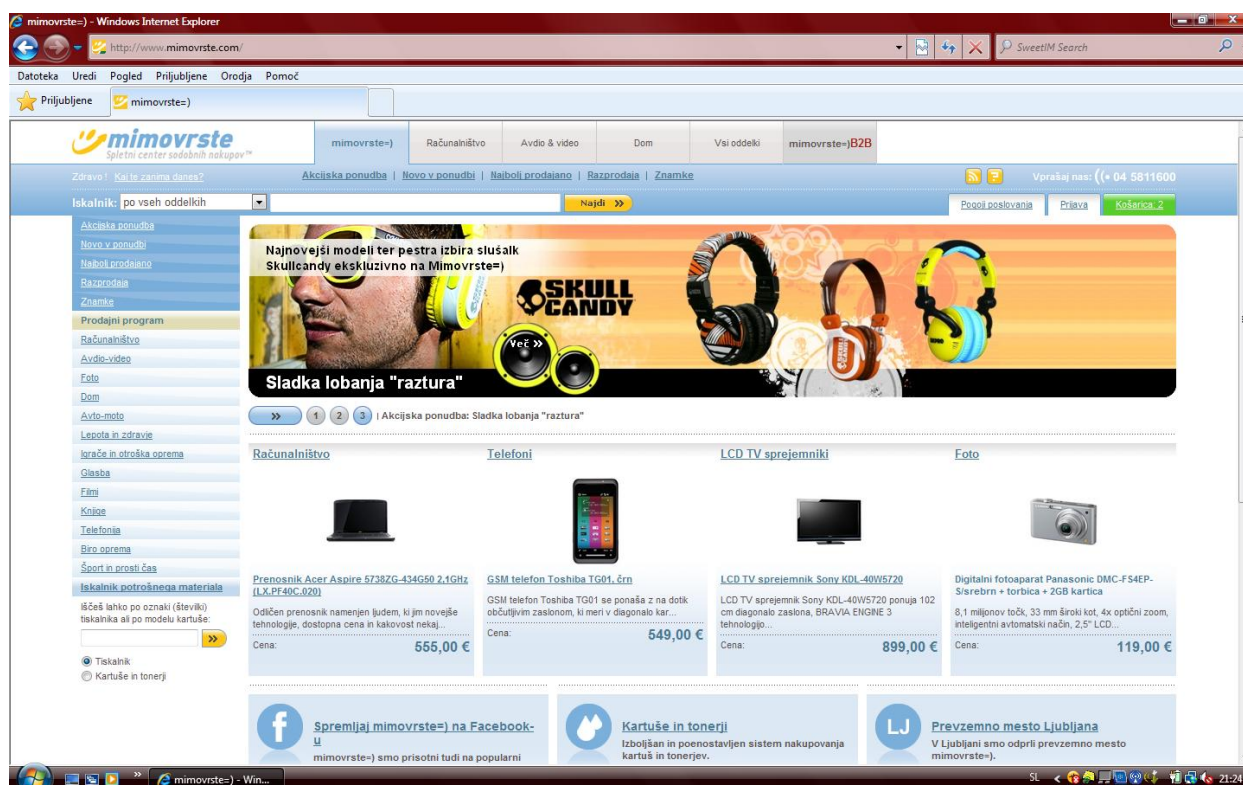 mimovrste=) - Windows Internet Explorer
http://www.mimovrste.com/
SweetIM Search
Datoteka Uredi Pogled Priljubljene Orodja Pomoč
Priljubljene mimovrste=)
mimovrste
Spletni center sodobnih nakupov™
mimovrste=) Računalništvo Avdio & video Dom Vsi oddelki mimovrste=)B2B
Zdravo! Kaj te zanima danes?
Akcijska ponudba | Novo v ponudbi | Najbolj prodajano | Razprodaja | Znamke
Vprašaj nas: 04 5811600
Iskalnik: po vseh oddelkih Najdi »
Pogoji poslovanja Prijava Košarica: 2
Akcijska ponudba
Novo v ponudbi
Najbolj prodajano
Razprodaja
Znamke
Prodajni program
Računalništvo
Avdio-video
Foto
Dom
Avto-moto
Lepota in zdravje
Igrače in otroška oprema
Glasba
Filmi
Knjige
Telefonija
Biro oprema
Šport in prosti čas
Iskalnik potrošnega materiala
Iščeš lahko po oznaki (številki)
tiskalnika ali po modelu kartuše:
»
Tiskalnik
Kartuše in tonerji
Najnovejši modeli ter pestra izbira slušalk
Skullcandy ekskluzivno na Mimovrste=)
SKULL
CANDY
Več »
Sladka lobanja "raztura"
» 1 2 3 | Akcijska ponudba: Sladka lobanja "raztura"
Računalništvo
Prenosnik Acer Aspire 5738ZG-434G50 2,1GHz
(LX.PF40C.020)
Odličen prenosnik namenjen ljudem, ki jim novejše
tehnologije, dostopna cena in kakovost nekaj...
Cena: 555,00 €
Telefoni
GSM telefon Toshiba TG01, črn
GSM telefon Toshiba TG01 se ponaša z na dotik
občutljivim zaslonom, ki meri v diagonalo kar...
Cena: 549,00 €
LCD TV sprejemniki
LCD TV sprejemnik Sony KDL-40W5720
LCD TV sprejemnik Sony KDL-40W5720 ponuja 102
cm diagonalo zaslona, BRAVIA ENGINE 3
tehnologijo...
Cena: 899,00 €
Foto
Digitalni fotoaparat Panasonic DMC-FS4EP-
S/srebrn + torbica + 2GB kartica
8,1 miljonov točk, 33 mm široki kot, 4x optični zoom,
inteligentni avtomatski način, 2,5" LCD...
Cena: 119,00 €
f
Spremljaj mimovrste=) na Facebook-
u
mimovrste=) smo prisotni tudi na popularni
Kartuše in tonerji
Izboljšan in poenostavljen sistem nakupovanja
kartuš in tonerjev.
LJ
Prevzemno mesto Ljubljana
V Ljubljani smo odprli prevzemno mesto
mimovrste=).
mimovrste=) - Win...
SL 21:24